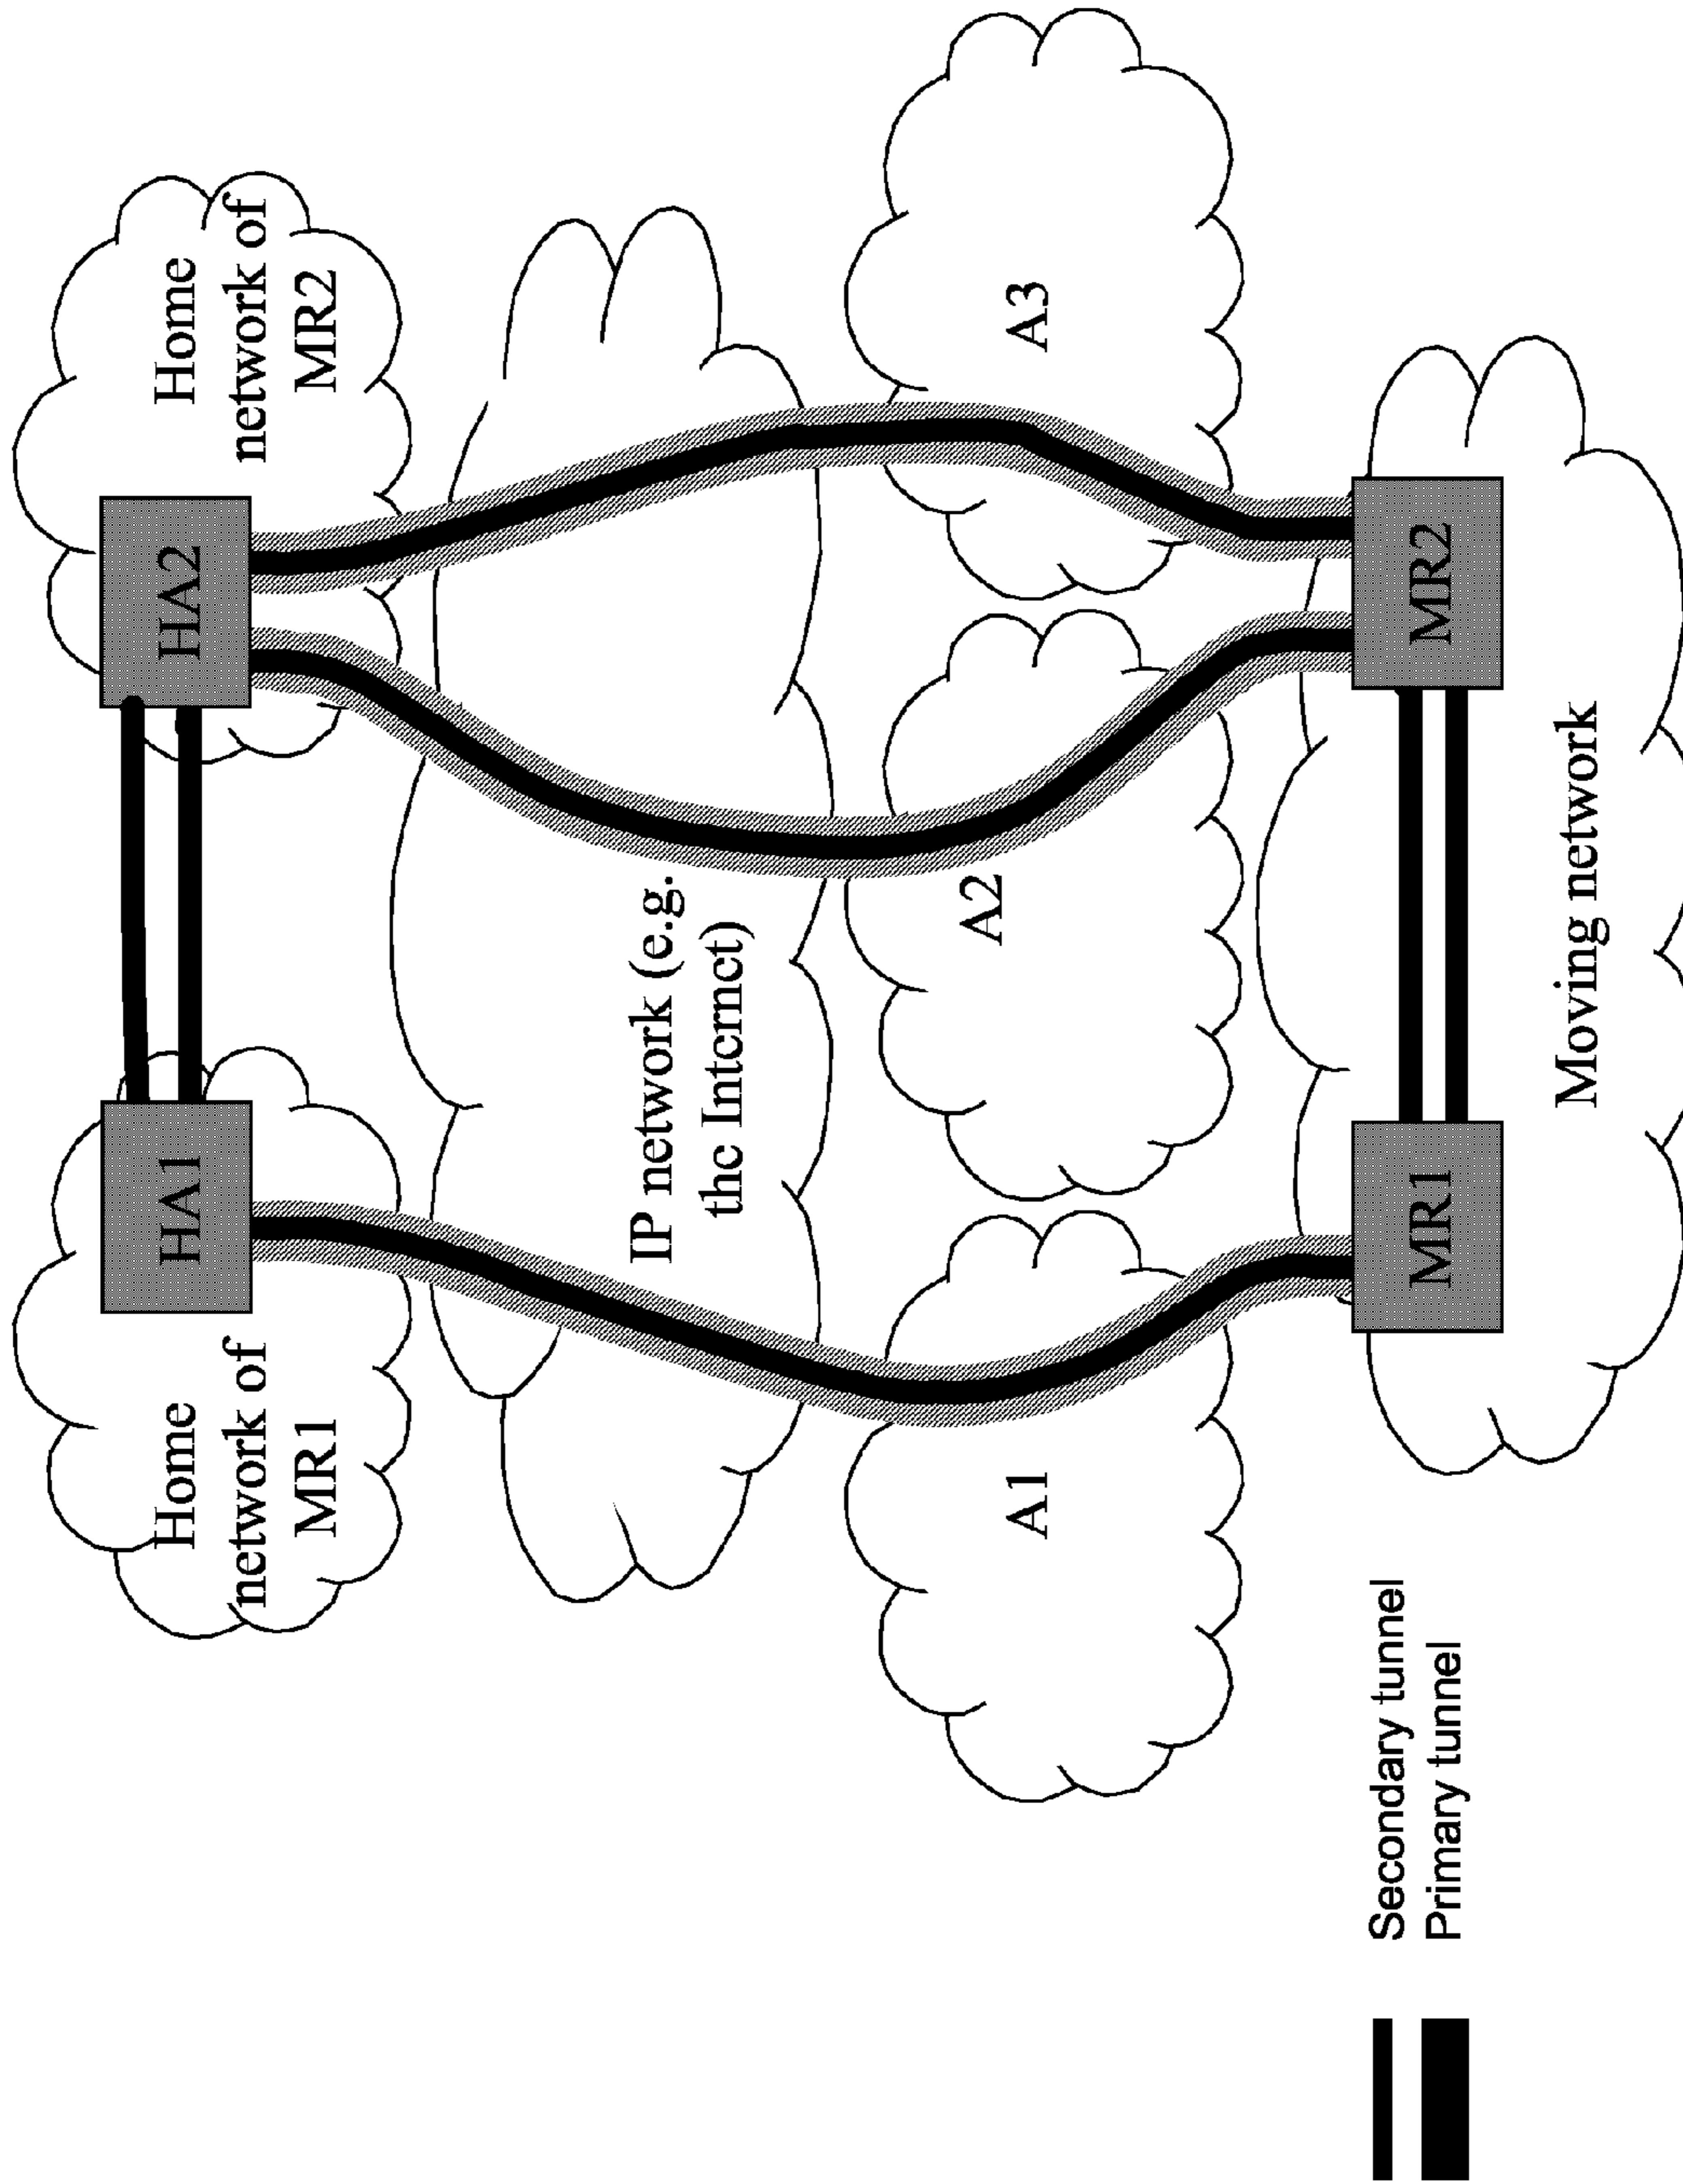 Home
network of
MR1
HA1
HA2
Home
network of
MR2
IP network (e.g.
the Internet)
A1
A2
A3
Secondary tunnel
Primary tunnel
MR1
MR2
Moving network